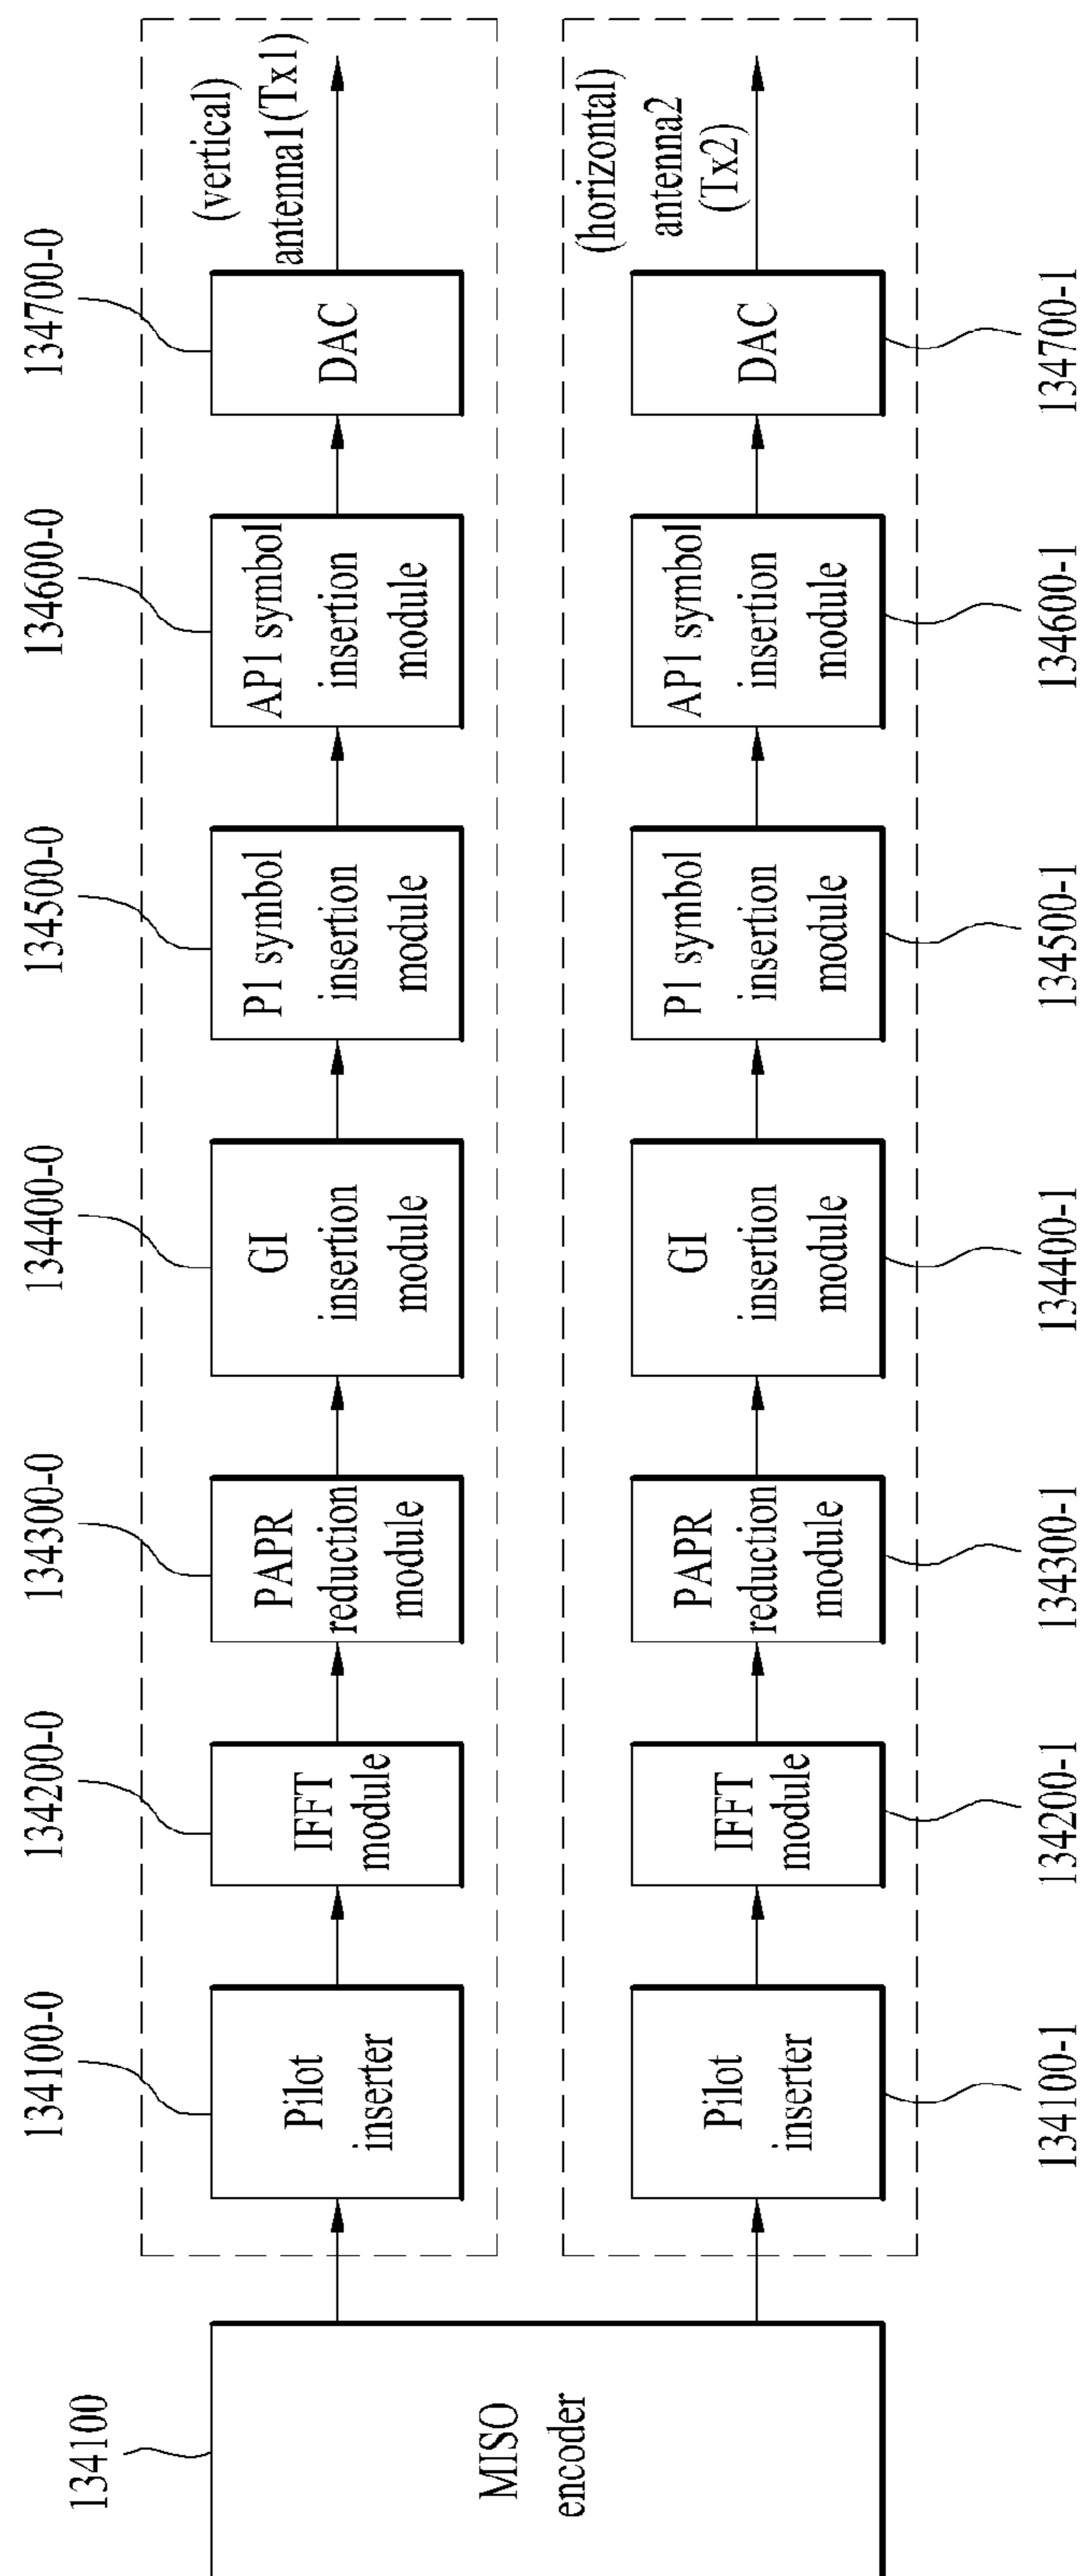 134100-0
134200-0
134300-0
134400-0
134500-0
134600-0
134700-0
134100
MISO
encoder
Pilot
inserter
IFFT
module
PAPR
reduction
module
GI
insertion
module
P1 symbol
insertion
module
AP1 symbol
insertion
module
DAC
(vertical)
antenna1(Tx1)
Pilot
inserter
IFFT
module
PAPR
reduction
module
GI
insertion
module
P1 symbol
insertion
module
AP1 symbol
insertion
module
DAC
(horizontal)
antenna2
(Tx2)
134100-1
134200-1
134300-1
134400-1
134500-1
134600-1
134700-1